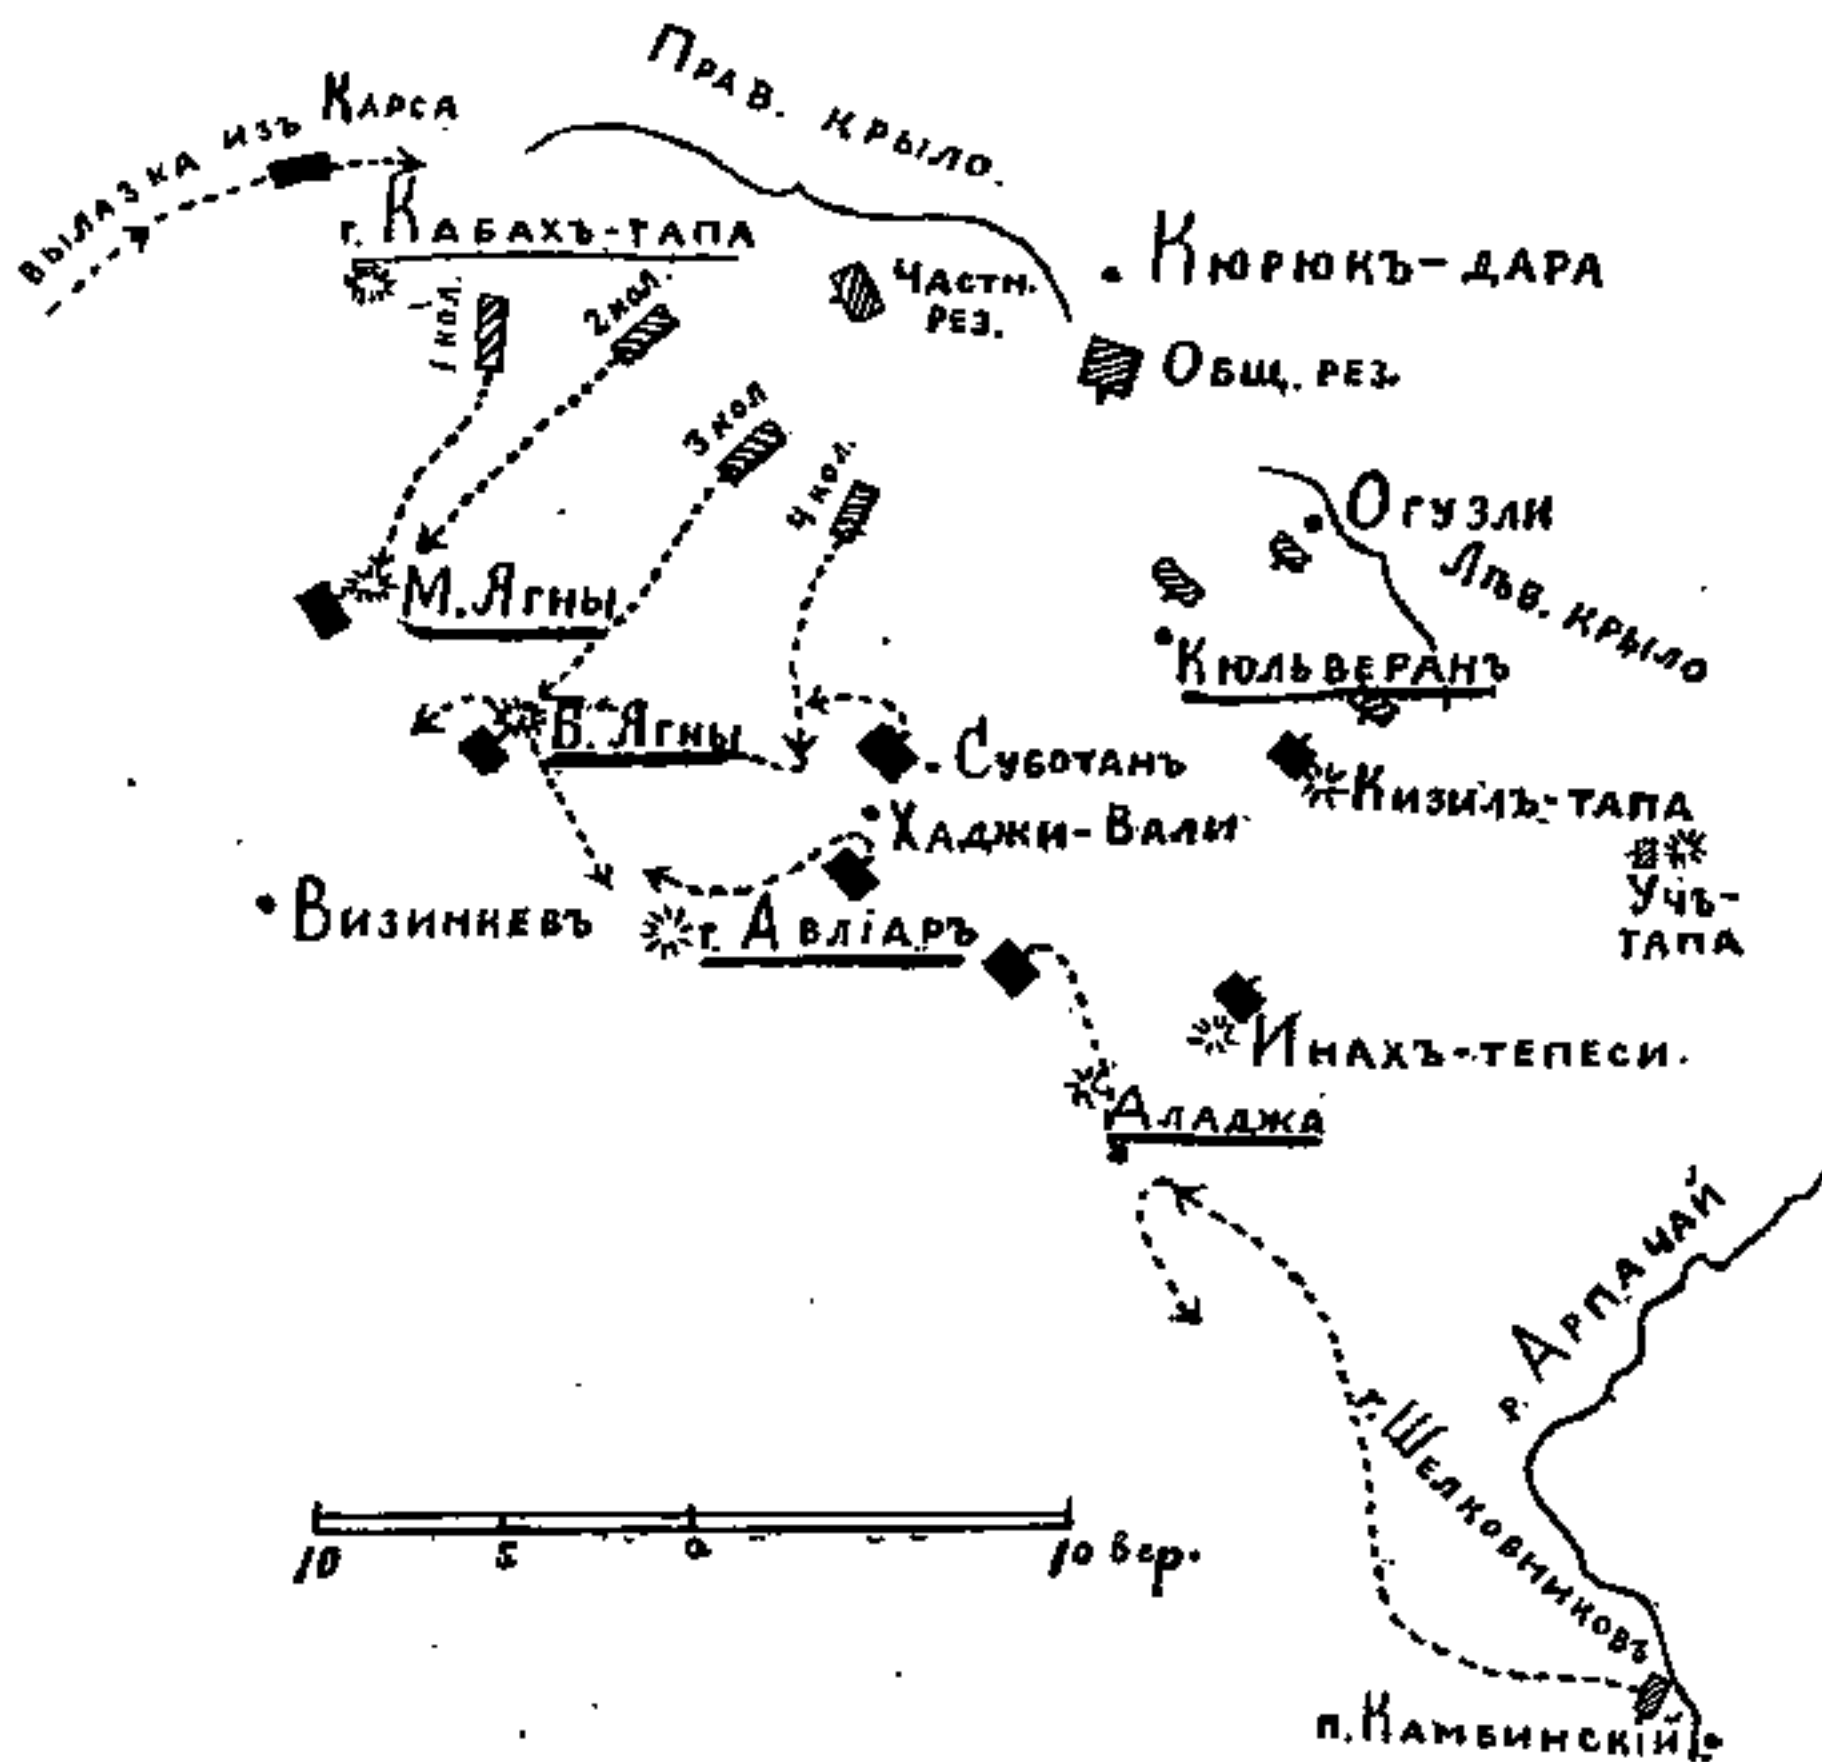 Прав. крыло.
Вылазка изъ Карса
г. Кабахъ-тапа
Кюрюкъ-дара
Частн.
рез.
1 кол.
2 кол.
Общ. рез.
3 кол
4 кол.
Огузли
Лѣв. крыло
М. Ягны
Кюльверанъ
Б. Ягны
Суботанъ
Кизилъ-тапа
Хаджи-Вали
Учъ-
тапа
Визинкевъ
г. Авліаръ
Инахъ-тепеси.
Аладжа
р. Арпачай
г. Шелковниковъ
10 5 0 10 вер.
п. Камбинскій